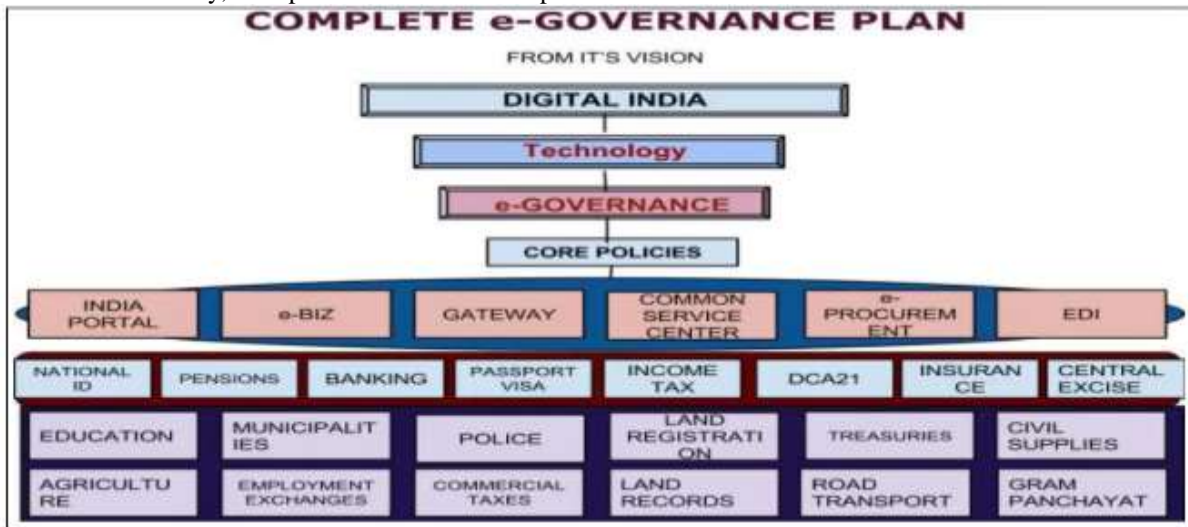 COMPLETE e-GOVERNANCE PLAN
FROM IT'S VISION
DIGITAL INDIA
Technology
e-GOVERNANCE
CORE POLICIES
INDIA
PORTAL
e-BIZ
GATEWAY
COMMON
SERVICE
CENTER
e-
PROCUREM
ENT
EDI
NATIONAL
ID
PENSIONS
BANKING
PASSPORT
VISA
INCOME
TAX
DCA21
INSURAN
CE
CENTRAL
EXCISE
EDUCATION
MUNICIPALIT
IES
POLICE
LAND
REGISTRATI
ON
TREASURIES
CIVIL
SUPPLIES
AGRICULTU
RE
EMPLOYMENT
EXCHANGES
COMMERCIAL
TAXES
LAND
RECORDS
ROAD
TRANSPORT
GRAM
PANCHAYAT